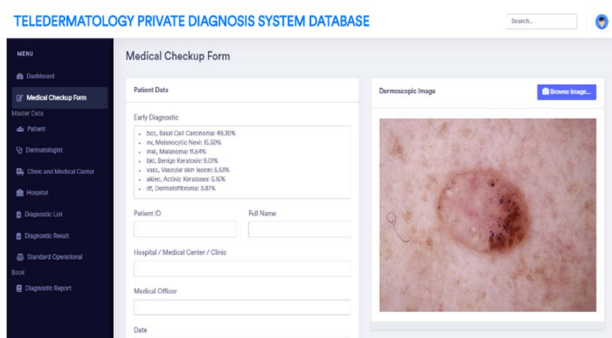 TELEDERMATOLOGY PRIVATE DIAGNOSIS SYSTEM DATABASE
Search...
MENU
Dashboard
Medical Checkup Form
Master Data
Patient
Dermatologist
Clinic and Medical Center
Hospital
Diagnostic List
Diagnostic Result
Standard Operational
Book
Diagnostic Report
Medical Checkup Form
Patient Data
Early Diagnostic
bcc, Basal Cell Carcinoma: 49.30%
nv, Melanocytic Nevi: 15.50%
mel, Melanoma: 11.64%
bkl, Benign Keratosis: 9.01%
vasc, Vascular skin lesion: 5.53%
akiec, Actinic Keratoses: 5.16%
df, Dermatofibroma: 3.87%
Patient ID
Full Name
Hospital / Medical Center / Clinic
Medical Officer
Date
Dermoscopic Image
Browse Image...